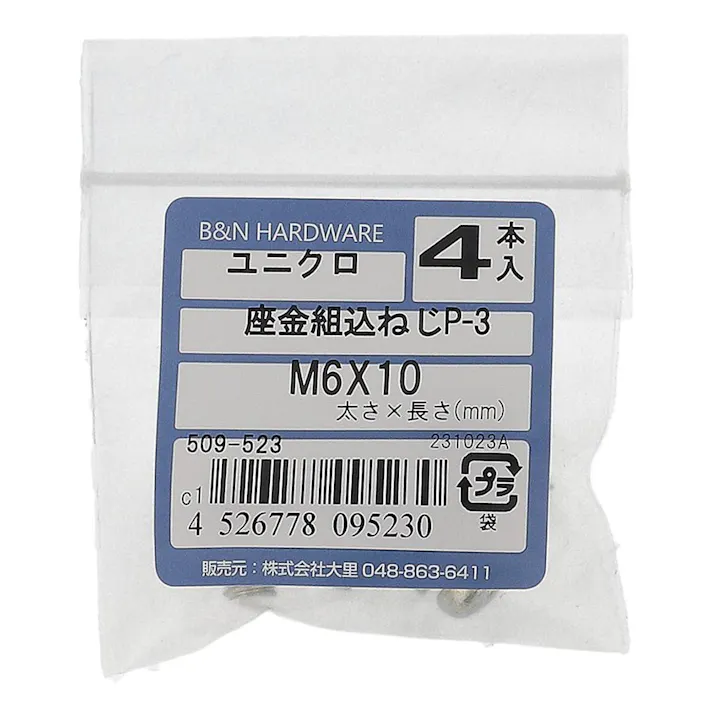 B&N HARDWARE
4本入
ユニクロ
座金組込ねじP-3
M6X10
太さ×長さ(mm)
509-523
231023A
c1
4 526778 095230
プラ
袋
販売元:株式会社大里 048-863-6411